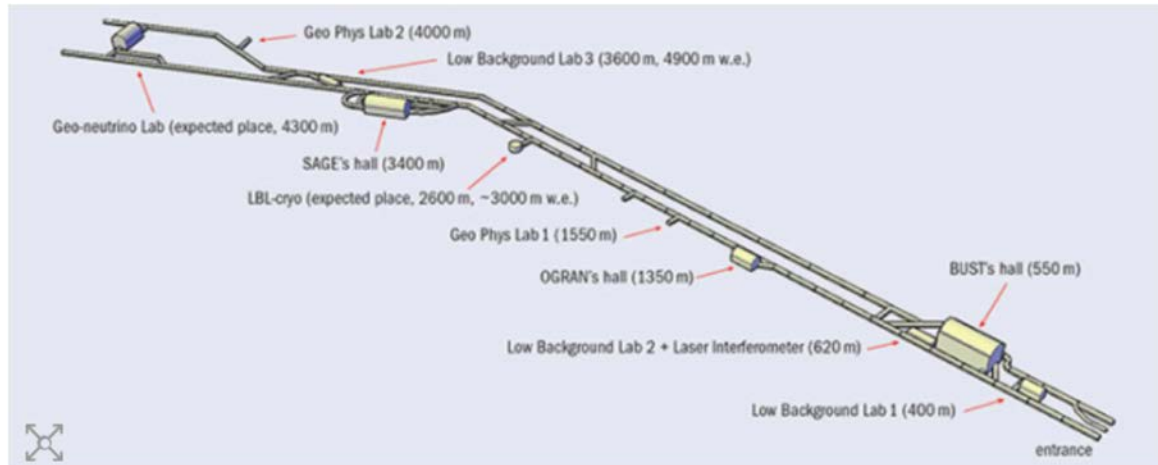 Geo Phys Lab 2 (4000 m)
Low Background Lab 3 (3600 m, 4900 m w.e.)
Geo-neutrino Lab (expected place, 4300 m)
SAGE's hall (3400 m)
LBL-cryo (expected place, 2600 m, ~3000 m w.e.)
Geo Phys Lab 1 (1550 m)
OGRAN's hall (1350 m)
BUST's hall (550 m)
Low Background Lab 2 + Laser Interferometer (620 m)
Low Background Lab 1 (400 m)
entrance